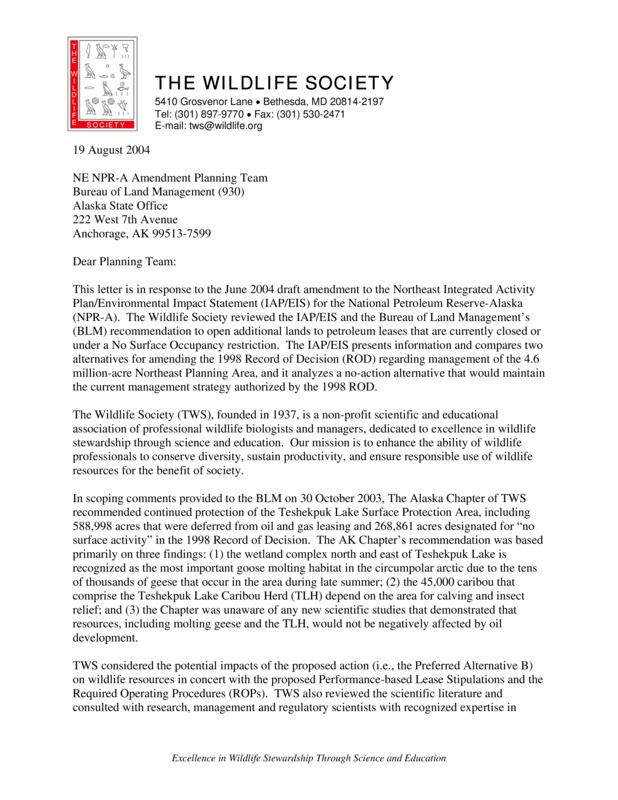 THE WILDLIFE
SOCIETY
THE WILDLIFE SOCIETY
5410 Grosvenor Lane • Bethesda, MD 20814-2197
Tel: (301) 897-9770 • Fax: (301) 530-2471
E-mail: tws@wildlife.org
19 August 2004
NE NPR-A Amendment Planning Team
Bureau of Land Management (930)
Alaska State Office
222 West 7th Avenue
Anchorage, AK 99513-7599
Dear Planning Team:
This letter is in response to the June 2004 draft amendment to the Northeast Integrated Activity
Plan/Environmental Impact Statement (IAP/EIS) for the National Petroleum Reserve-Alaska
(NPR-A).  The Wildlife Society reviewed the IAP/EIS and the Bureau of Land Management's
(BLM) recommendation to open additional lands to petroleum leases that are currently closed or
under a No Surface Occupancy restriction.  The IAP/EIS presents information and compares two
alternatives for amending the 1998 Record of Decision (ROD) regarding management of the 4.6
million-acre Northeast Planning Area, and it analyzes a no-action alternative that would maintain
the current management strategy authorized by the 1998 ROD.
The Wildlife Society (TWS), founded in 1937, is a non-profit scientific and educational
association of professional wildlife biologists and managers, dedicated to excellence in wildlife
stewardship through science and education.  Our mission is to enhance the ability of wildlife
professionals to conserve diversity, sustain productivity, and ensure responsible use of wildlife
resources for the benefit of society.
In scoping comments provided to the BLM on 30 October 2003, The Alaska Chapter of TWS
recommended continued protection of the Teshekpuk Lake Surface Protection Area, including
588,998 acres that were deferred from oil and gas leasing and 268,861 acres designated for "no
surface activity" in the 1998 Record of Decision.  The AK Chapter's recommendation was based
primarily on three findings: (1) the wetland complex north and east of Teshekpuk Lake is
recognized as the most important goose molting habitat in the circumpolar arctic due to the tens
of thousands of geese that occur in the area during late summer; (2) the 45,000 caribou that
comprise the Teshekpuk Lake Caribou Herd (TLH) depend on the area for calving and insect
relief; and (3) the Chapter was unaware of any new scientific studies that demonstrated that
resources, including molting geese and the TLH, would not be negatively affected by oil
development.
TWS considered the potential impacts of the proposed action (i.e., the Preferred Alternative B)
on wildlife resources in concert with the proposed Performance-based Lease Stipulations and the
Required Operating Procedures (ROPs).  TWS also reviewed the scientific literature and
consulted with research, management and regulatory scientists with recognized expertise in
Excellence in Wildlife Stewardship Through Science and Education